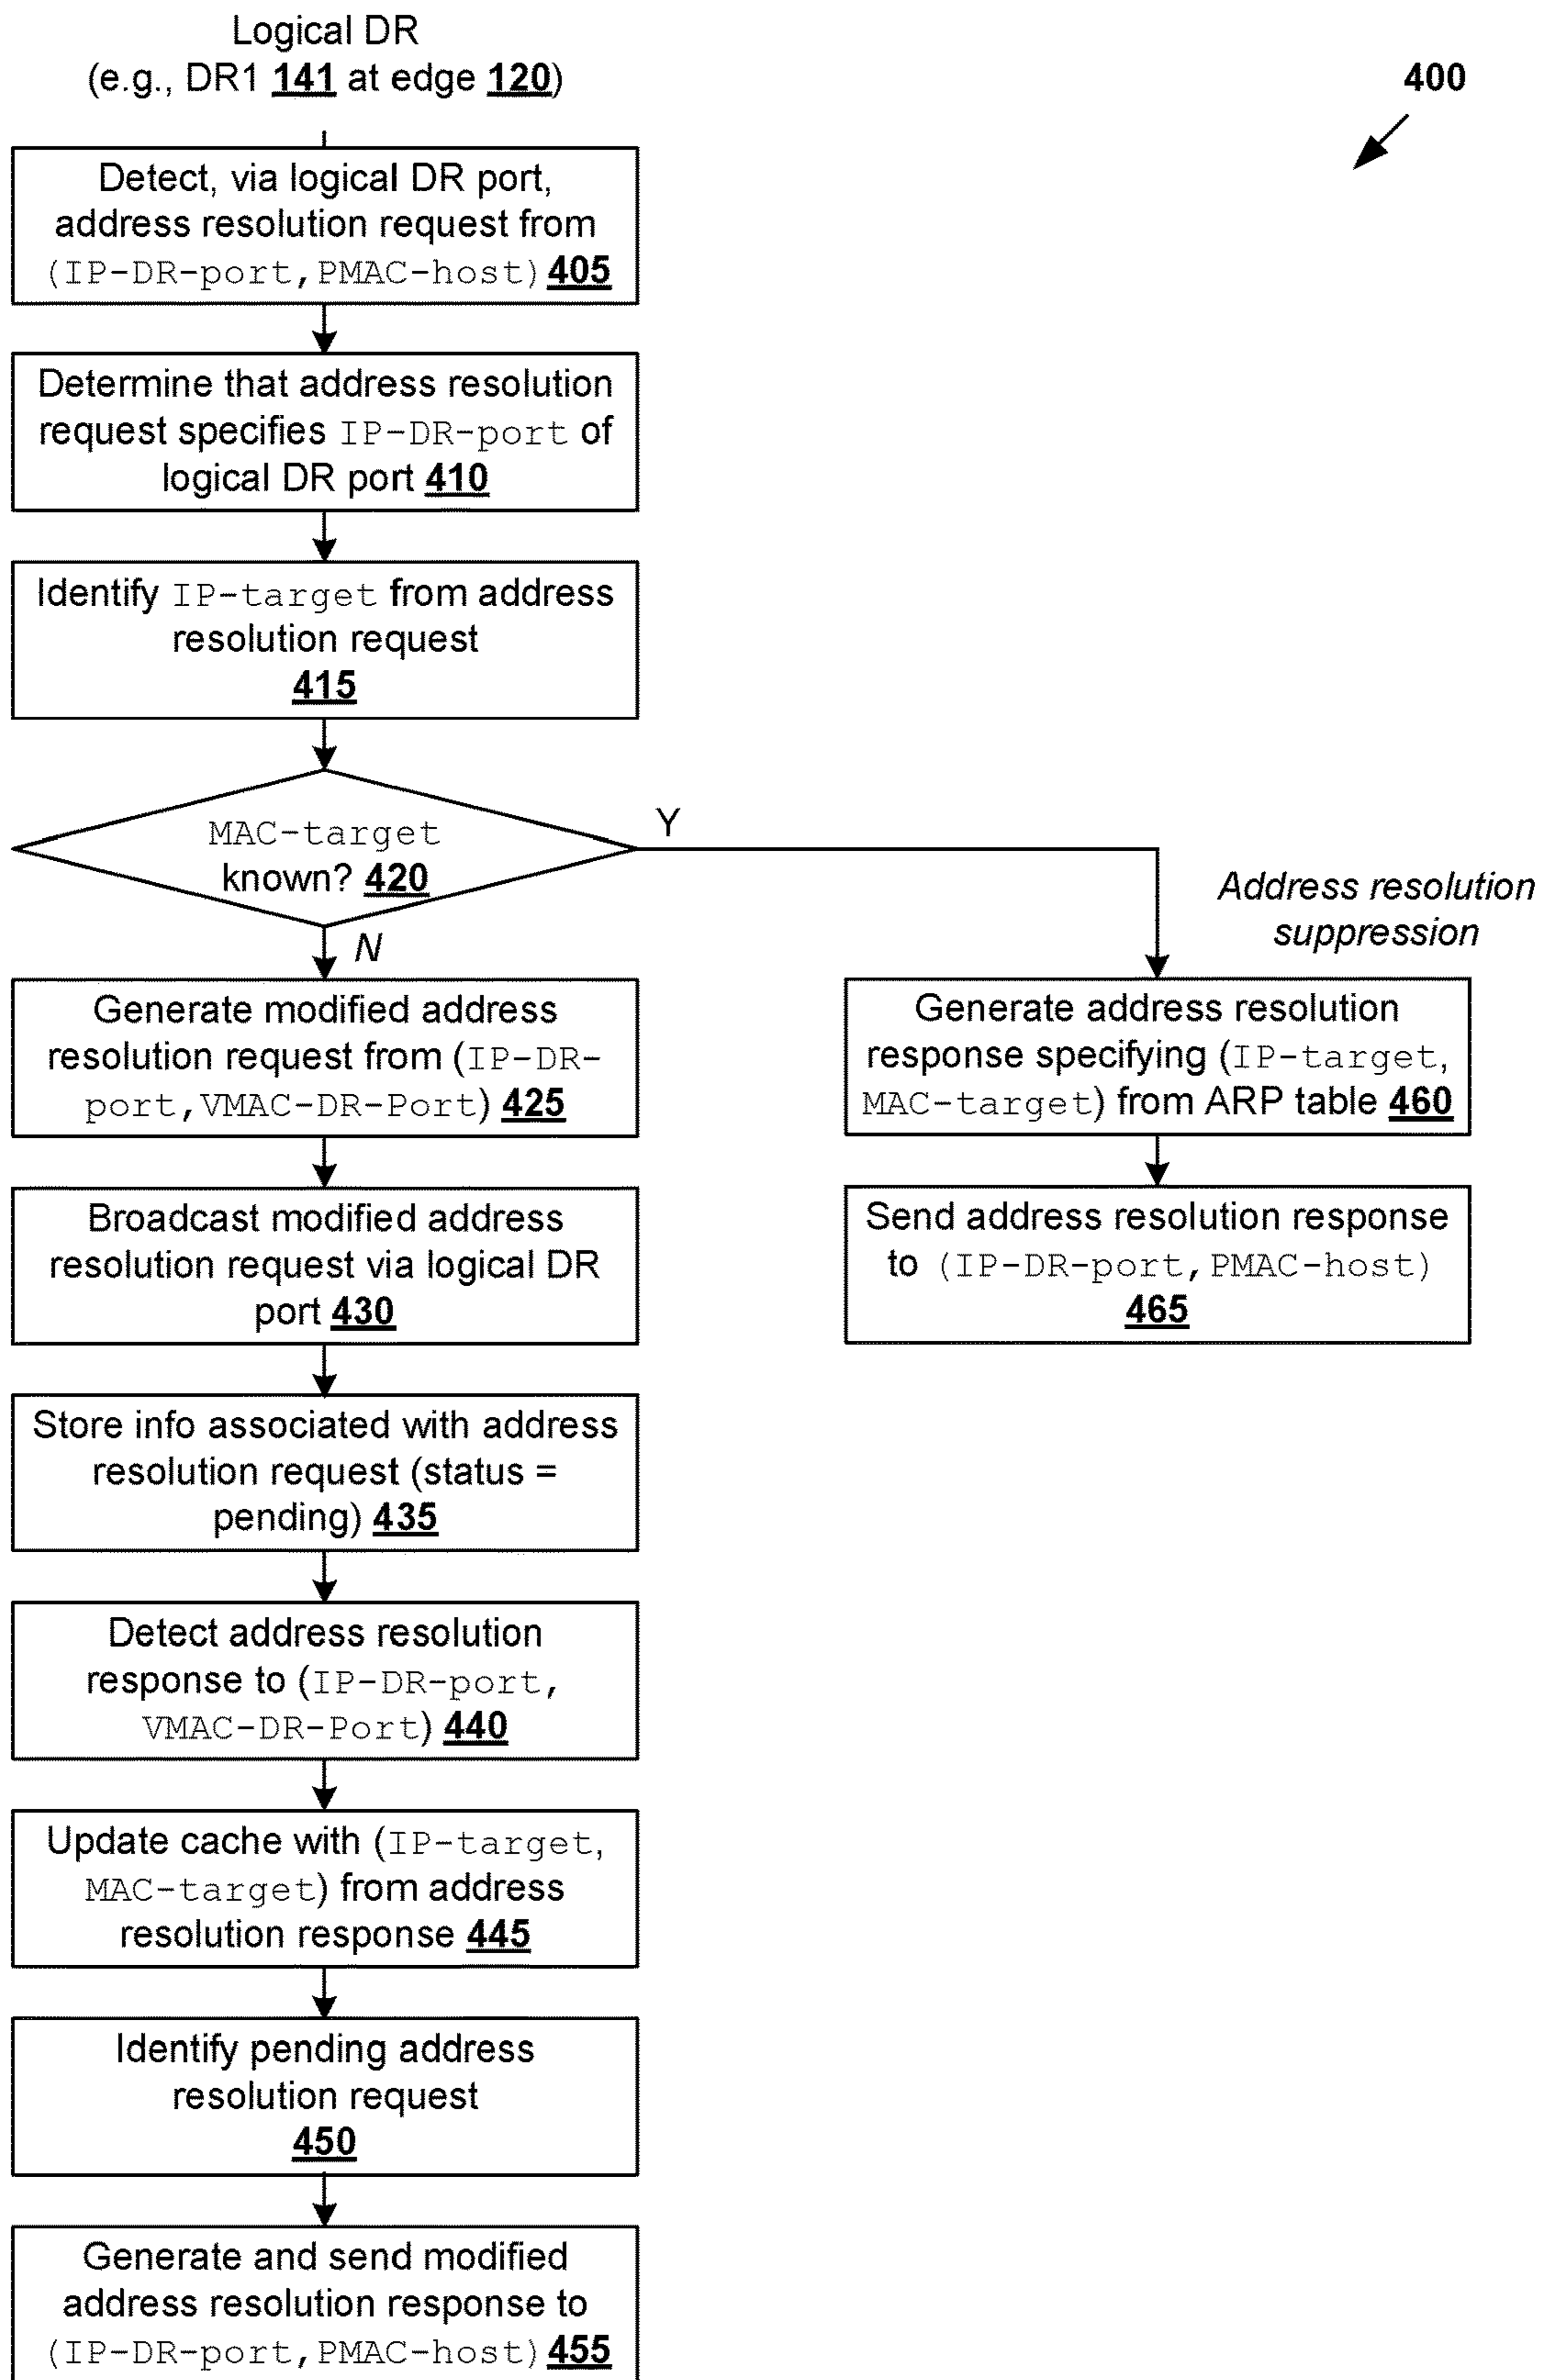 Logical DR
(e.g., DR1 141 at edge 120)
400
Detect, via logical DR port,
address resolution request from
(IP-DR-port,PMAC-host) 405
Determine that address resolution
request specifies IP-DR-port of
logical DR port 410
Identify IP-target from address
resolution request
415
MAC-target
known? 420
Y
N
Address resolution
suppression
Generate modified address
resolution request from (IP-DR-
port,VMAC-DR-Port) 425
Generate address resolution
response specifying (IP-target,
MAC-target) from ARP table 460
Broadcast modified address
resolution request via logical DR
port 430
Send address resolution response
to (IP-DR-port,PMAC-host)
465
Store info associated with address
resolution request (status =
pending) 435
Detect address resolution
response to (IP-DR-port,
VMAC-DR-Port) 440
Update cache with (IP-target,
MAC-target) from address
resolution response 445
Identify pending address
resolution request
450
Generate and send modified
address resolution response to
(IP-DR-port,PMAC-host) 455